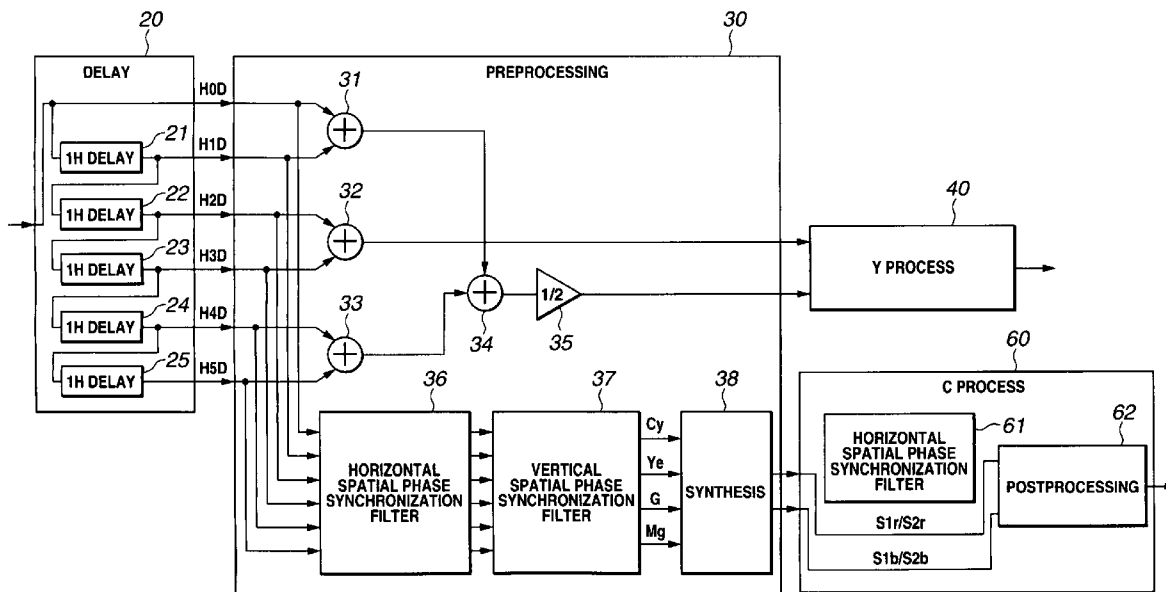 20
30
DELAY
PREPROCESSING
H0D
31
21
1H DELAY
H1D
22
1H DELAY
H2D
32
40
23
1H DELAY
H3D
Y PROCESS
24
1H DELAY
H4D
33
34
1/2
35
25
1H DELAY
H5D
36
37
38
60
C PROCESS
HORIZONTAL
SPATIAL PHASE
SYNCHRONIZATION
FILTER
VERTICAL
SPATIAL PHASE
SYNCHRONIZATION
FILTER
Cy
Ye
G
Mg
SYNTHESIS
61
HORIZONTAL
SPATIAL PHASE
SYNCHRONIZATION
FILTER
62
POSTPROCESSING
S1r/S2r
S1b/S2b